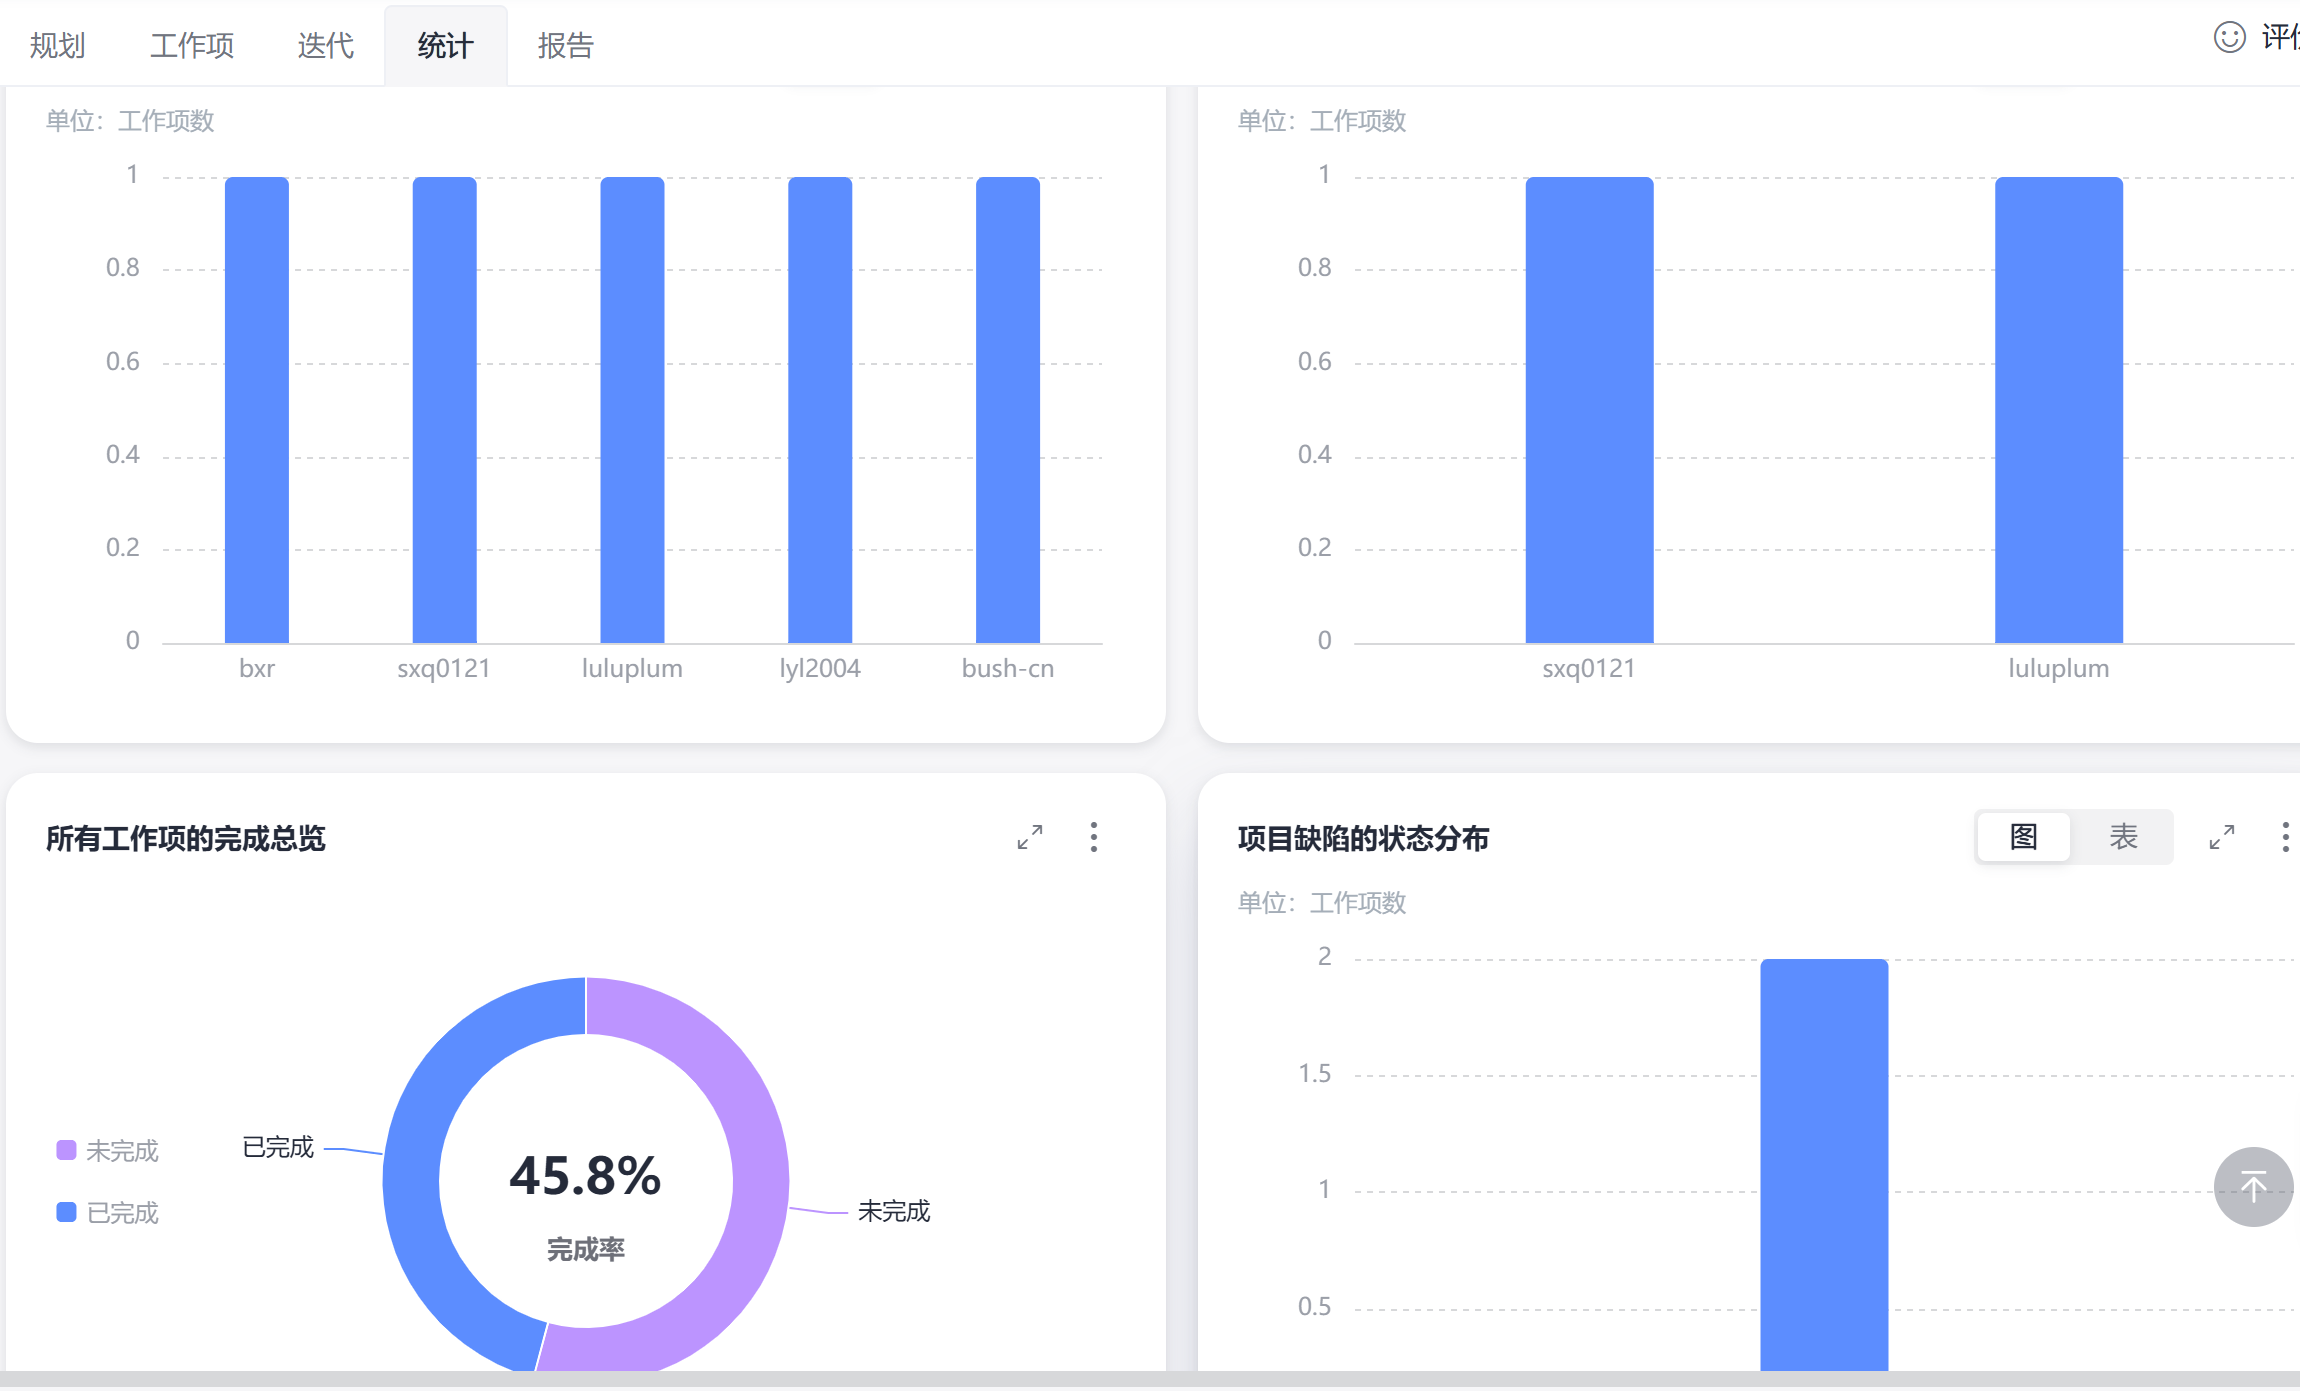 规划 工作项 迭代 统计 报告
单位：工作项数
1
0.8
0.6
0.4
0.2
0
bxr sxq0121 luluplum lyl2004 bush-cn
单位：工作项数
1
0.8
0.6
0.4
0.2
0
sxq0121 luluplum
所有工作项的完成总览
未完成
已完成
已完成
45.8%
完成率
未完成
项目缺陷的状态分布
图 表
单位：工作项数
2
1.5
1
0.5